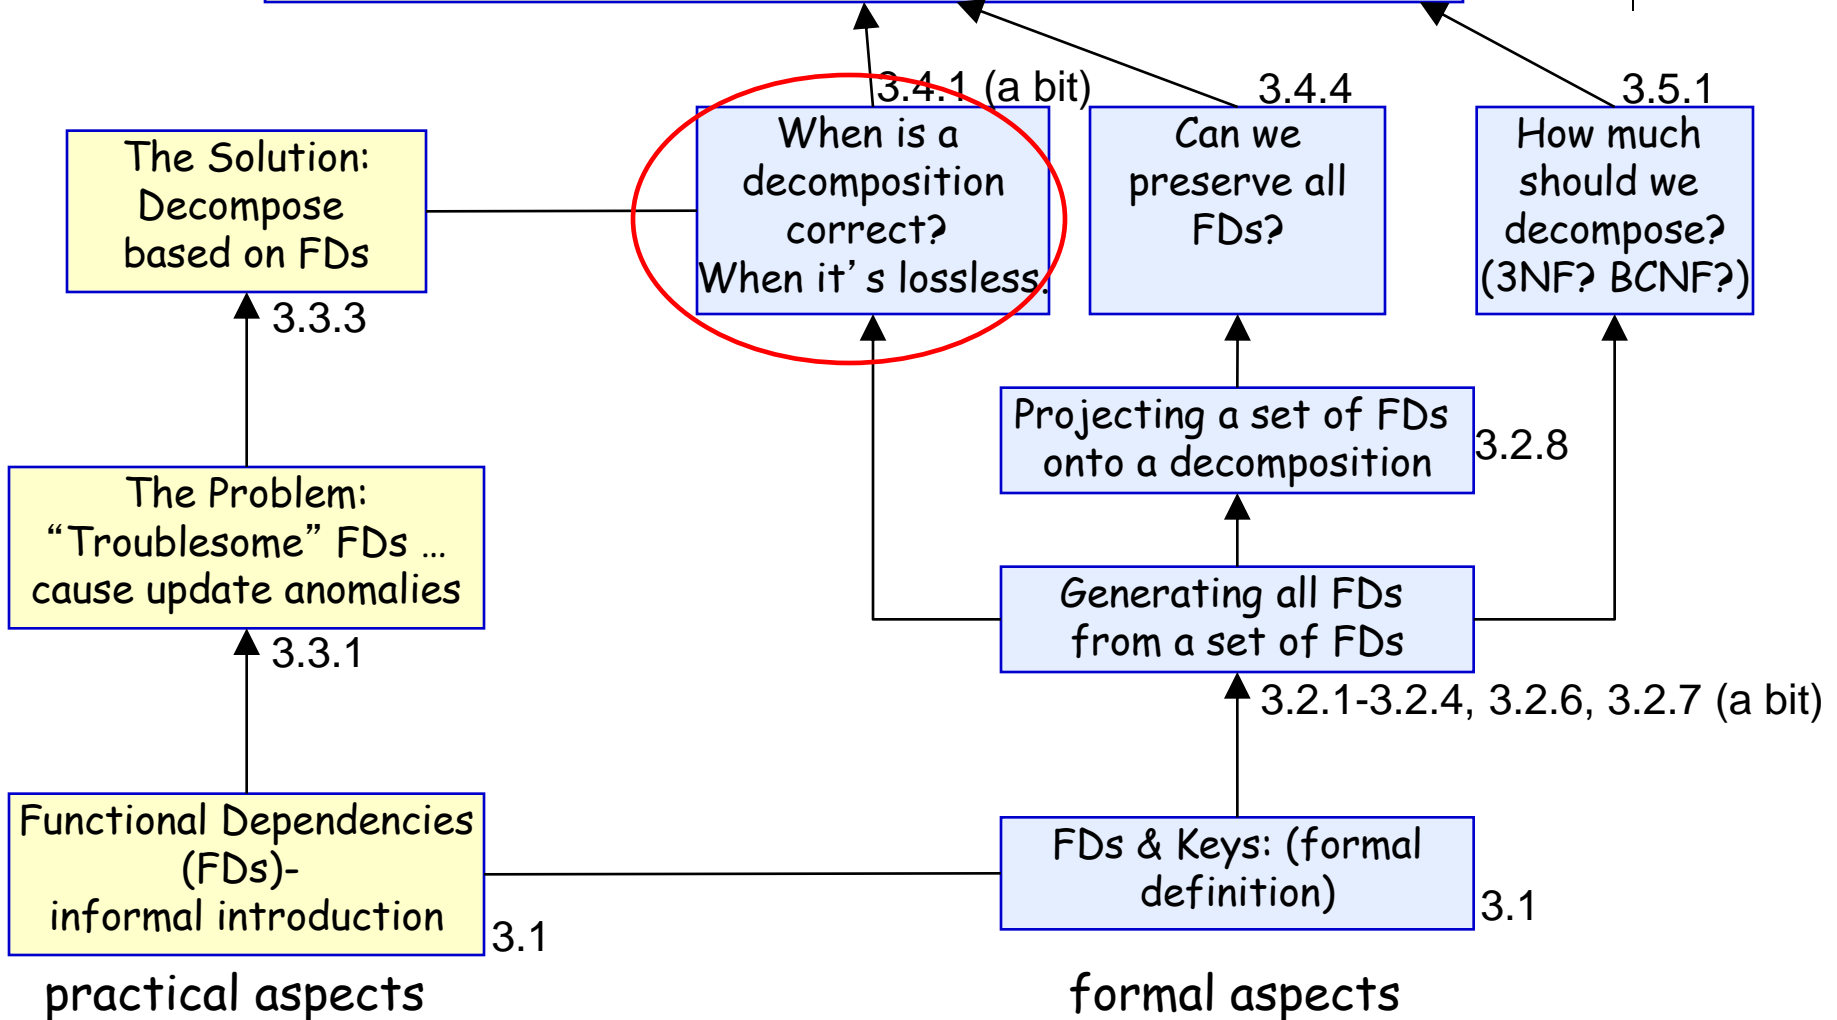 3.4.1 (a bit)
3.4.4
3.5.1
The Solution:
Decompose
based on FDs
When is a
decomposition
correct?
When it’s lossless.
Can we
preserve all
FDs?
How much
should we
decompose?
(3NF? BCNF?)
3.3.3
Projecting a set of FDs
onto a decomposition
3.2.8
The Problem:
“Troublesome” FDs …
cause update anomalies
Generating all FDs
from a set of FDs
3.3.1
3.2.1-3.2.4, 3.2.6, 3.2.7 (a bit)
Functional Dependencies
(FDs)-
informal introduction
3.1
FDs & Keys: (formal
definition)
3.1
practical aspects
formal aspects